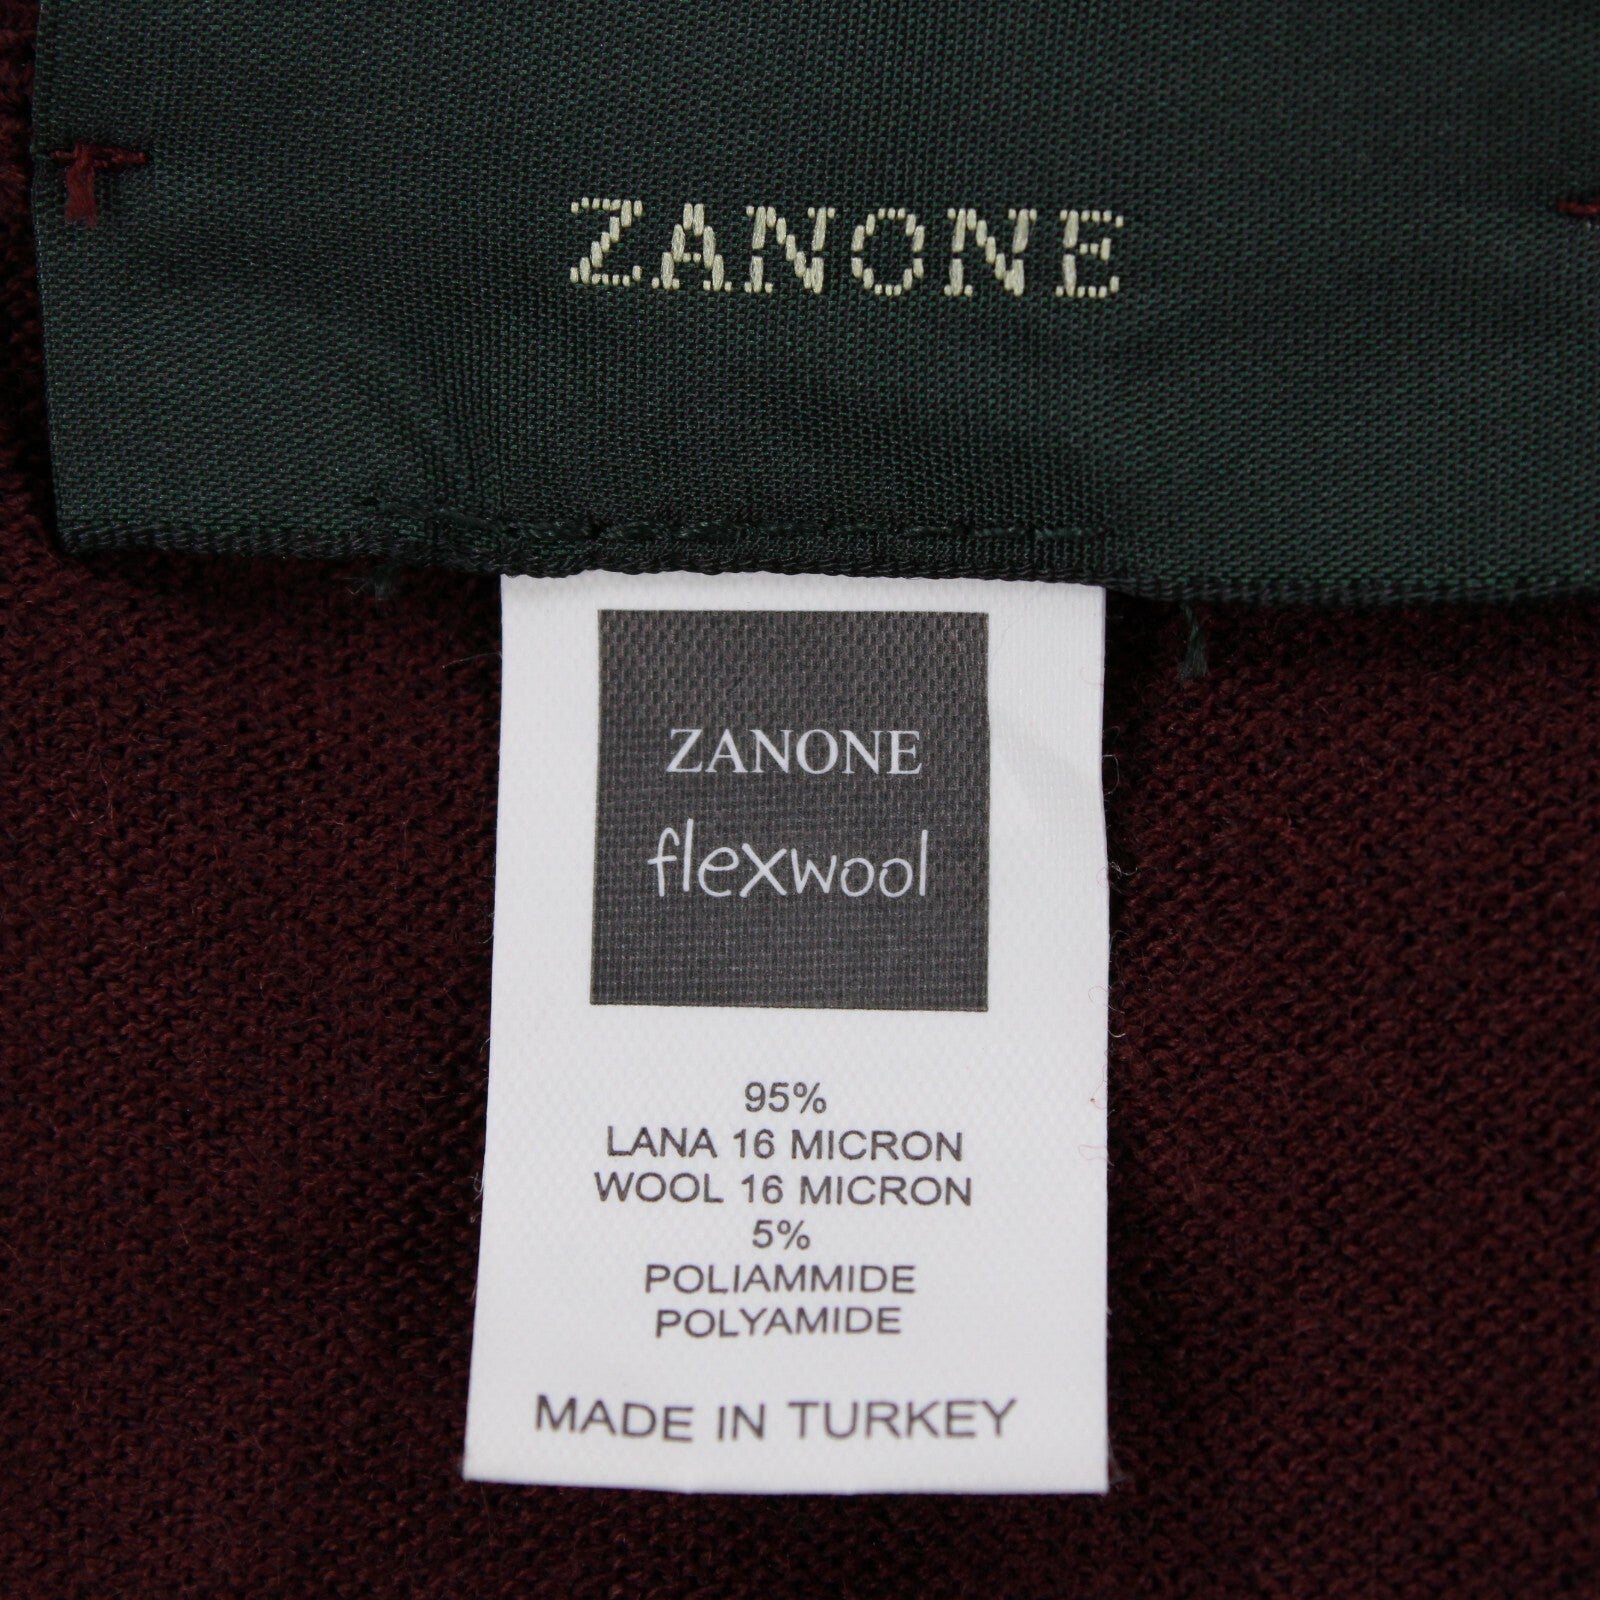 ZANONE
ZANONE
flexwool
95%
LANA 16 MICRON
WOOL 16 MICRON
5%
POLIAMMIDE
POLYAMIDE
MADE IN TURKEY